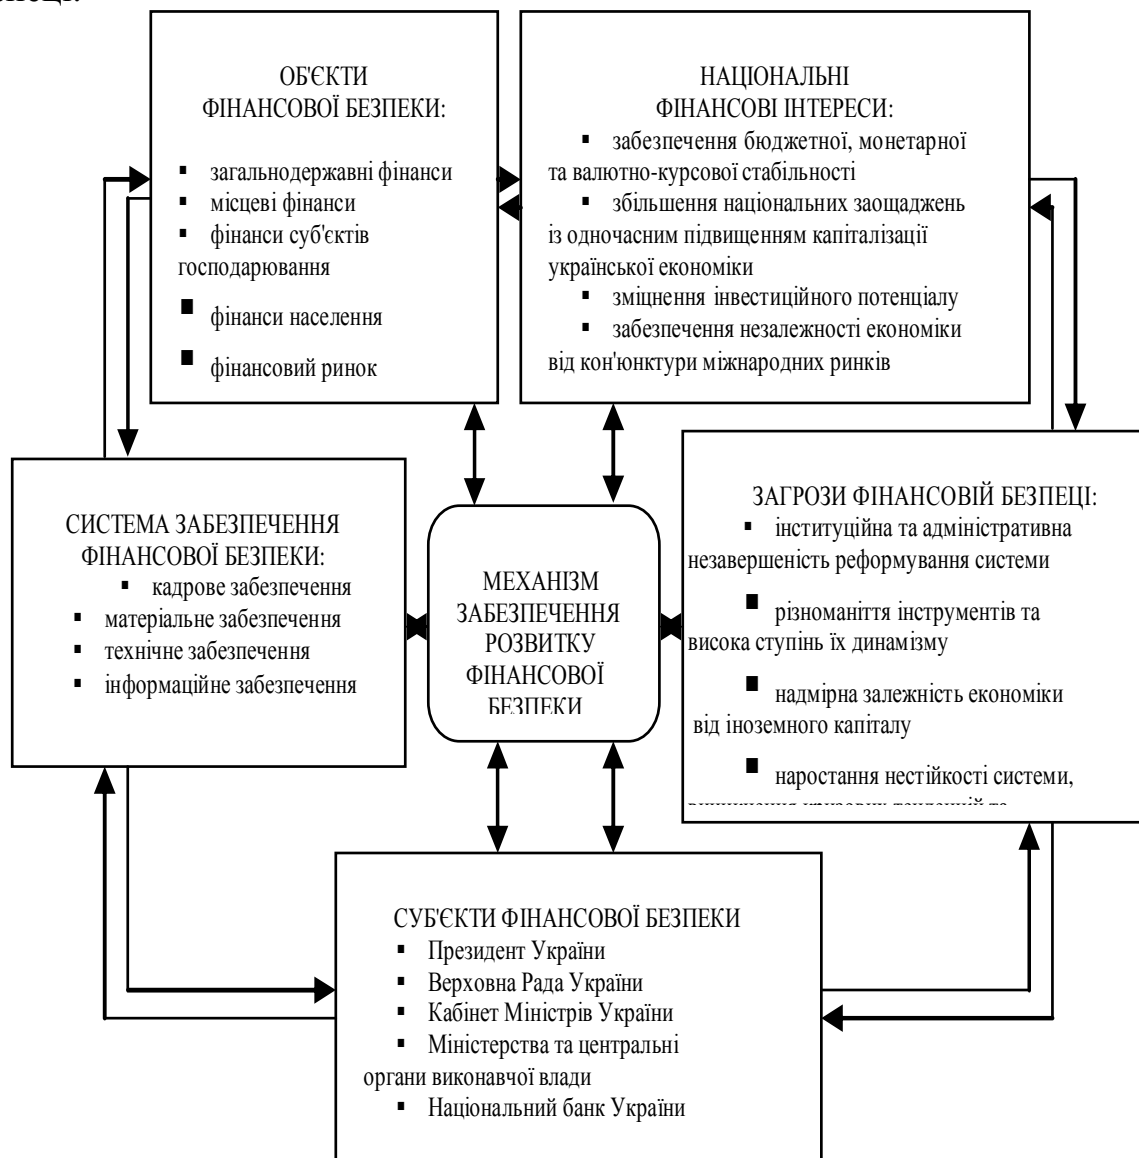 ОБ'ЄКТИ
ФІНАНСОВОЇ БЕЗПЕКИ:
▪ загальнодержавні фінанси
▪ місцеві фінанси
▪ фінанси суб'єктів
господарювання
▪ фінанси населення
▪ фінансовий ринок
НАЦІОНАЛЬНІ
ФІНАНСОВІ ІНТЕРЕСИ:
▪ забезпечення бюджетної, монетарної
та валютно-курсової стабільності
▪ збільшення національних заощаджень
із одночасним підвищенням капіталізації
української економіки
▪ зміцнення інвестиційного потенціалу
▪ забезпечення незалежності економіки
від кон'юнктури міжнародних ринків
СИСТЕМА ЗАБЕЗПЕЧЕННЯ
ФІНАНСОВОЇ БЕЗПЕКИ:
▪ кадрове забезпечення
▪ матеріальне забезпечення
▪ технічне забезпечення
▪ інформаційне забезпечення
МЕХАНІЗМ
ЗАБЕЗПЕЧЕННЯ
РОЗВИТКУ
ФІНАНСОВОЇ
БЕЗПЕКИ
ЗАГРОЗИ ФІНАНСОВІЙ БЕЗПЕЦІ:
▪ інституційна та адміністративна
незавершеність реформування системи
▪ різноманіття інструментів та
висока ступінь їх динамізму
▪ надмірна залежність економіки
від іноземного капіталу
▪ наростання нестійкості системи,
СУБ'ЄКТИ ФІНАНСОВОЇ БЕЗПЕКИ
▪ Президент України
▪ Верховна Рада України
▪ Кабінет Міністрів України
▪ Міністерства та центральні
органи виконавчої влади
▪ Національний банк України